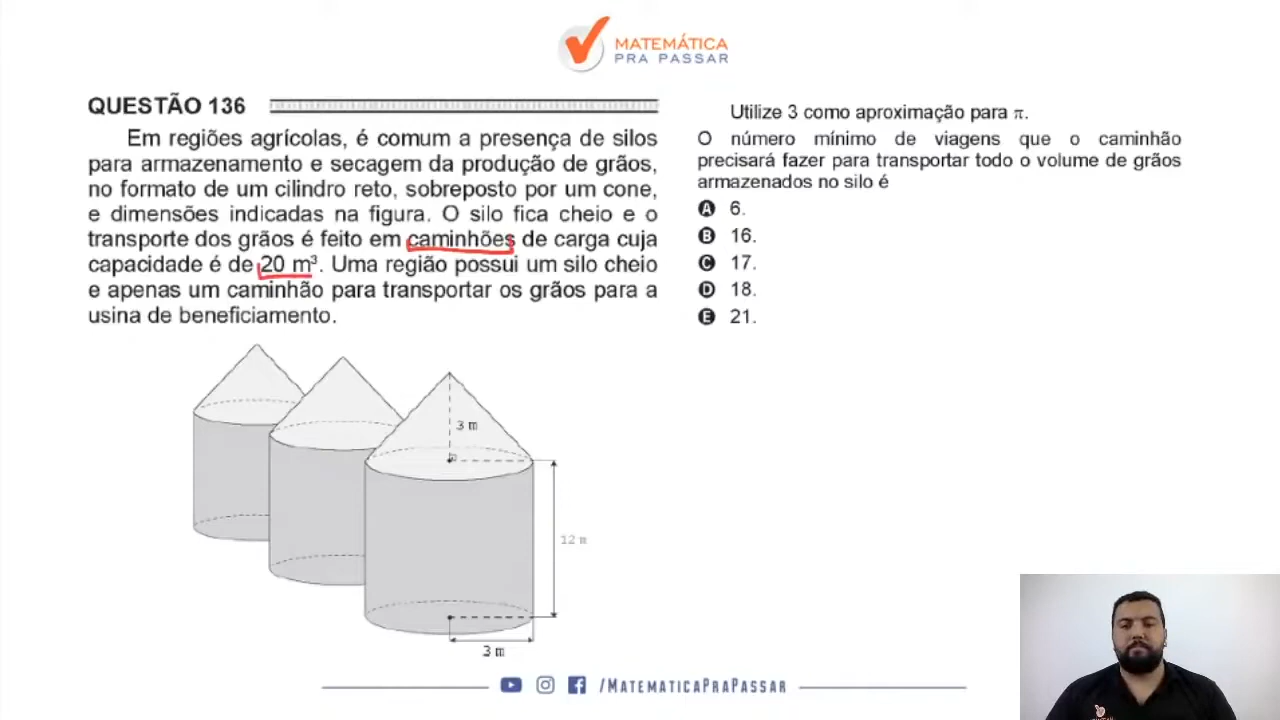 MATEMÁTICA
PRA PASSAR
QUESTÃO 136
Em regiões agrícolas, é comum a presença de silos
para armazenamento e secagem da produção de grãos,
no formato de um cilindro reto, sobreposto por um cone,
e dimensões indicadas na figura. O silo fica cheio e o
transporte dos grãos é feito em caminhões de carga cuja
capacidade é de 20 m³. Uma região possui um silo cheio
e apenas um caminhão para transportar os grãos para a
usina de beneficiamento.
3 m
12 m
3 m
Utilize 3 como aproximação para π.
O número mínimo de viagens que o caminhão
precisará fazer para transportar todo o volume de grãos
armazenados no silo é
A 6.
B 16.
C 17.
D 18.
E 21.
/MATEMATICAPRAPASSAR